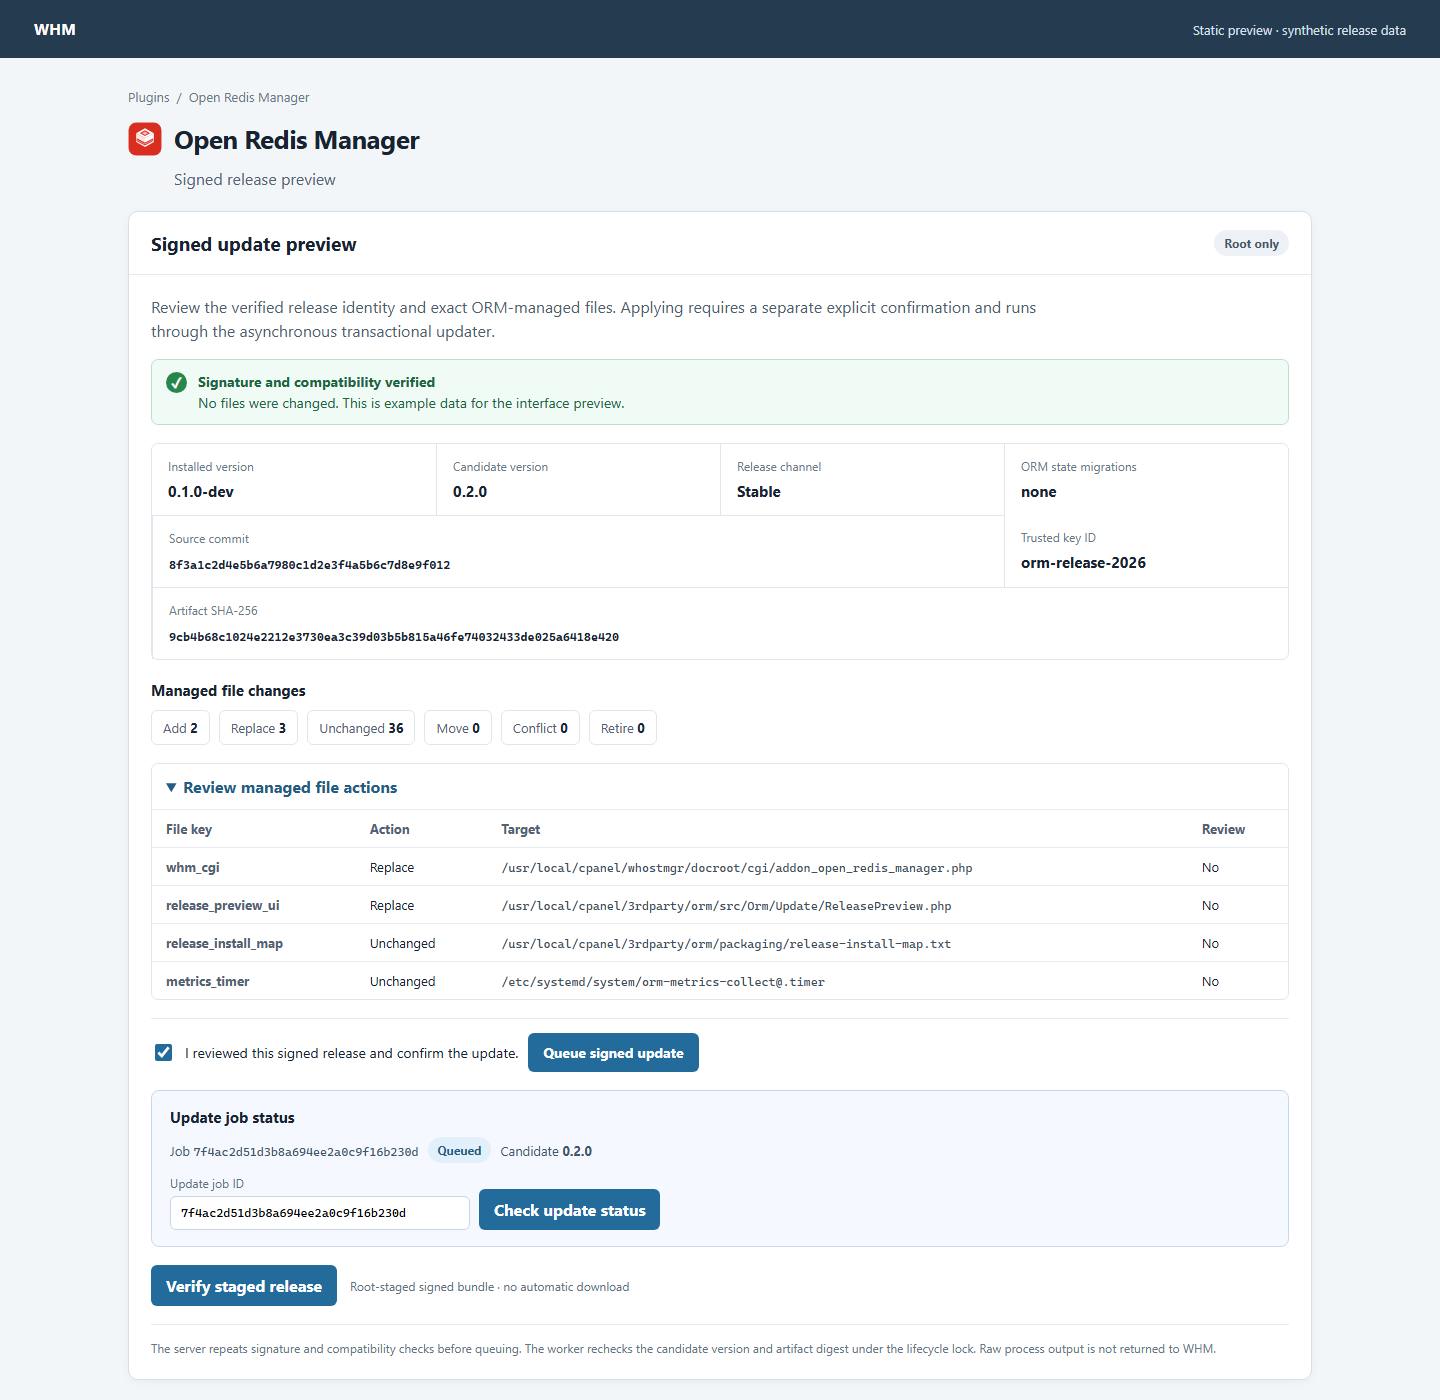 WHM
Static preview · synthetic release data
Plugins / Open Redis Manager
Open Redis Manager
Signed release preview
Signed update preview
Root only
Review the verified release identity and exact ORM-managed files. Applying requires a separate explicit confirmation and runs
through the asynchronous transactional updater.
Signature and compatibility verified
No files were changed. This is example data for the interface preview.
Installed version
0.1.0-dev
Candidate version
0.2.0
Release channel
Stable
ORM state migrations
none
Source commit
8f3a1c2d4e5b6a7980c1d2e3f4a5b6c7d8e9f012
Trusted key ID
orm-release-2026
Artifact SHA-256
9cb4b68c1024e2212e3730ea3c39d03b5b815a46fe74032433de025a6418e420
Managed file changes
Add 2
Replace 3
Unchanged 36
Move 0
Conflict 0
Retire 0
▼ Review managed file actions
File key Action Target Review
whm_cgi Replace /usr/local/cpanel/whostmgr/docroot/cgi/addon_open_redis_manager.php No
release_preview_ui Replace /usr/local/cpanel/3rdparty/orm/src/Orm/Update/ReleasePreview.php No
release_install_map Unchanged /usr/local/cpanel/3rdparty/orm/packaging/release-install-map.txt No
metrics_timer Unchanged /etc/systemd/system/orm-metrics-collect@.timer No
I reviewed this signed release and confirm the update.
Queue signed update
Update job status
Job 7f4ac2d51d3b8a694ee2a0c9f16b230d Queued Candidate 0.2.0
Update job ID
7f4ac2d51d3b8a694ee2a0c9f16b230d
Check update status
Verify staged release
Root-staged signed bundle · no automatic download
The server repeats signature and compatibility checks before queuing. The worker rechecks the candidate version and artifact digest under the lifecycle lock. Raw process output is not returned to WHM.